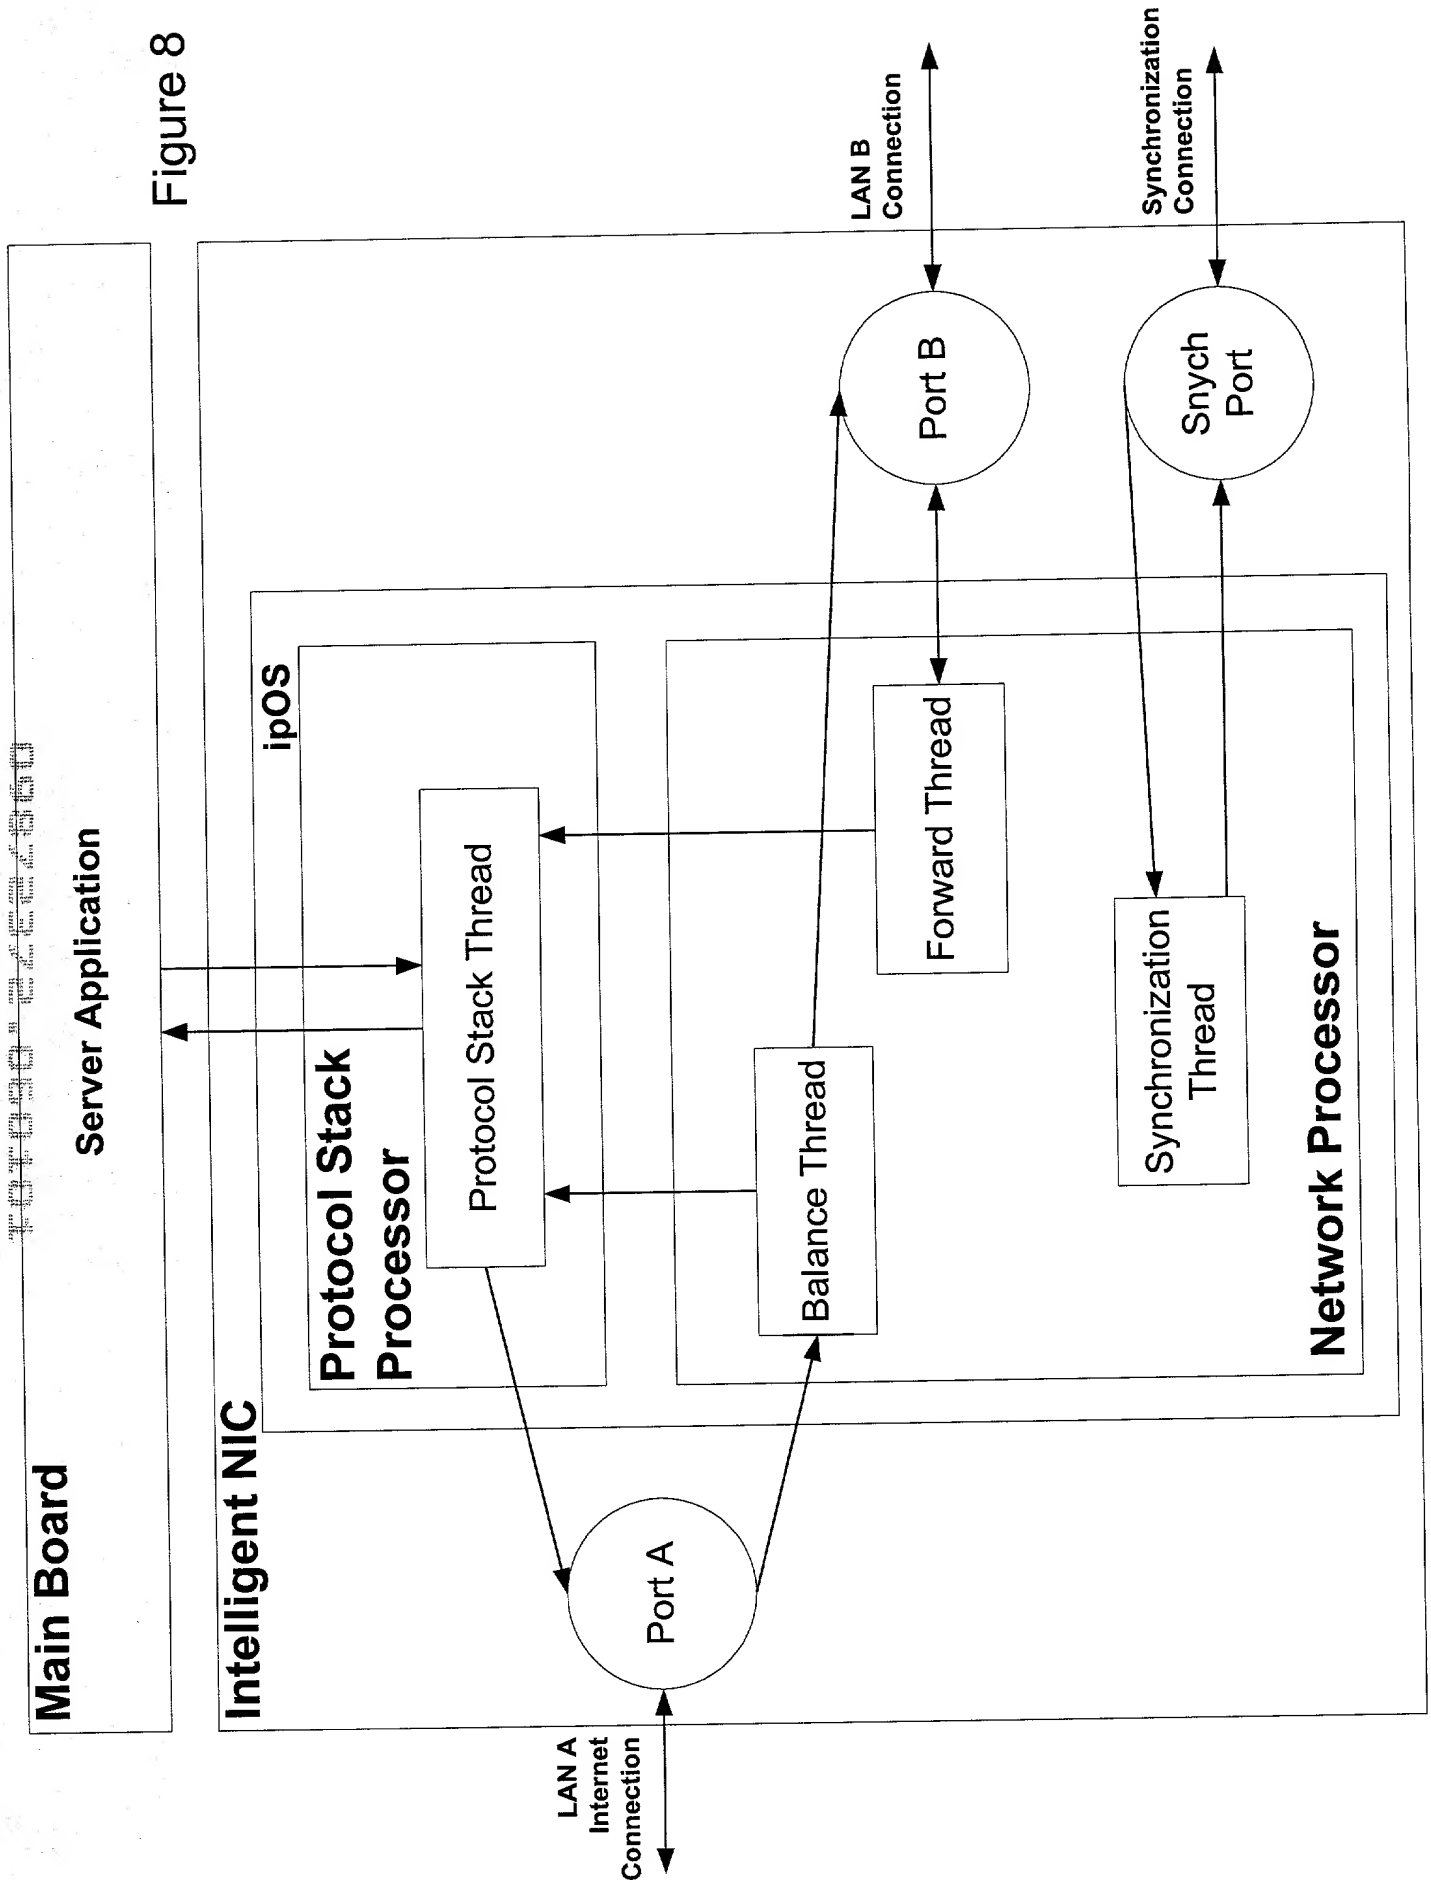 Figure 8
Main Board
Server Application
Intelligent NIC
ipOS
Protocol Stack
Processor
Protocol Stack Thread
LAN A
Internet
Connection
Port A
Balance Thread
Forward Thread
Port B
LAN B
Connection
Synchronization
Thread
Snych
Port
Synchronization
Connection
Network Processor